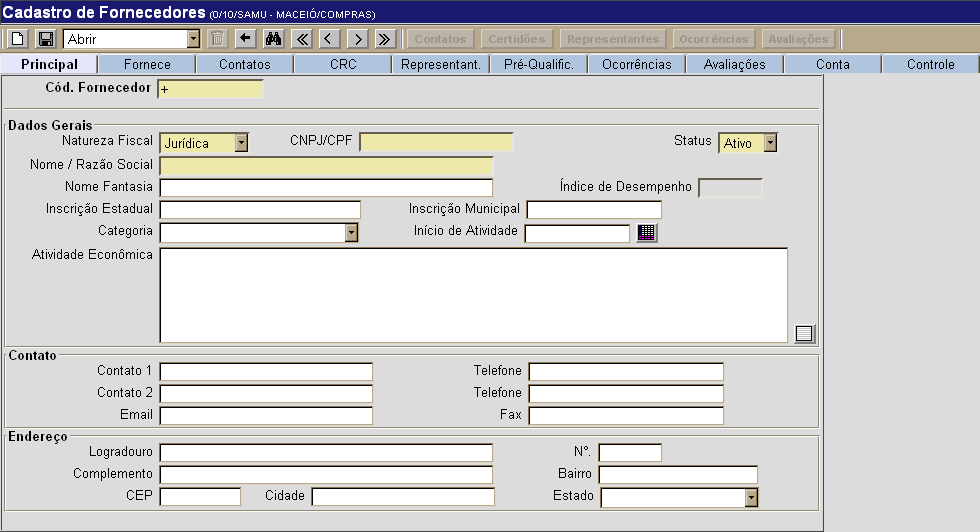 Cadastro de Fornecedores (0/10/SAMU - MACEIÓ/COMPRAS)
Abrir Contatos Certidões Representantes Ocorrências Avaliações
Principal Fornece Contatos CRC Representant. Pré-Qualific. Ocorrências Avaliações Conta Controle
Cód. Fornecedor +
Dados Gerais
Natureza Fiscal Jurídica CNPJ/CPF Status Ativo
Nome / Razão Social
Nome Fantasia Índice de Desempenho
Inscrição Estadual Inscrição Municipal
Categoria Início de Atividade
Atividade Econômica
Contato
Contato 1 Telefone
Contato 2 Telefone
Email Fax
Endereço
Logradouro N°.
Complemento Bairro
CEP Cidade Estado